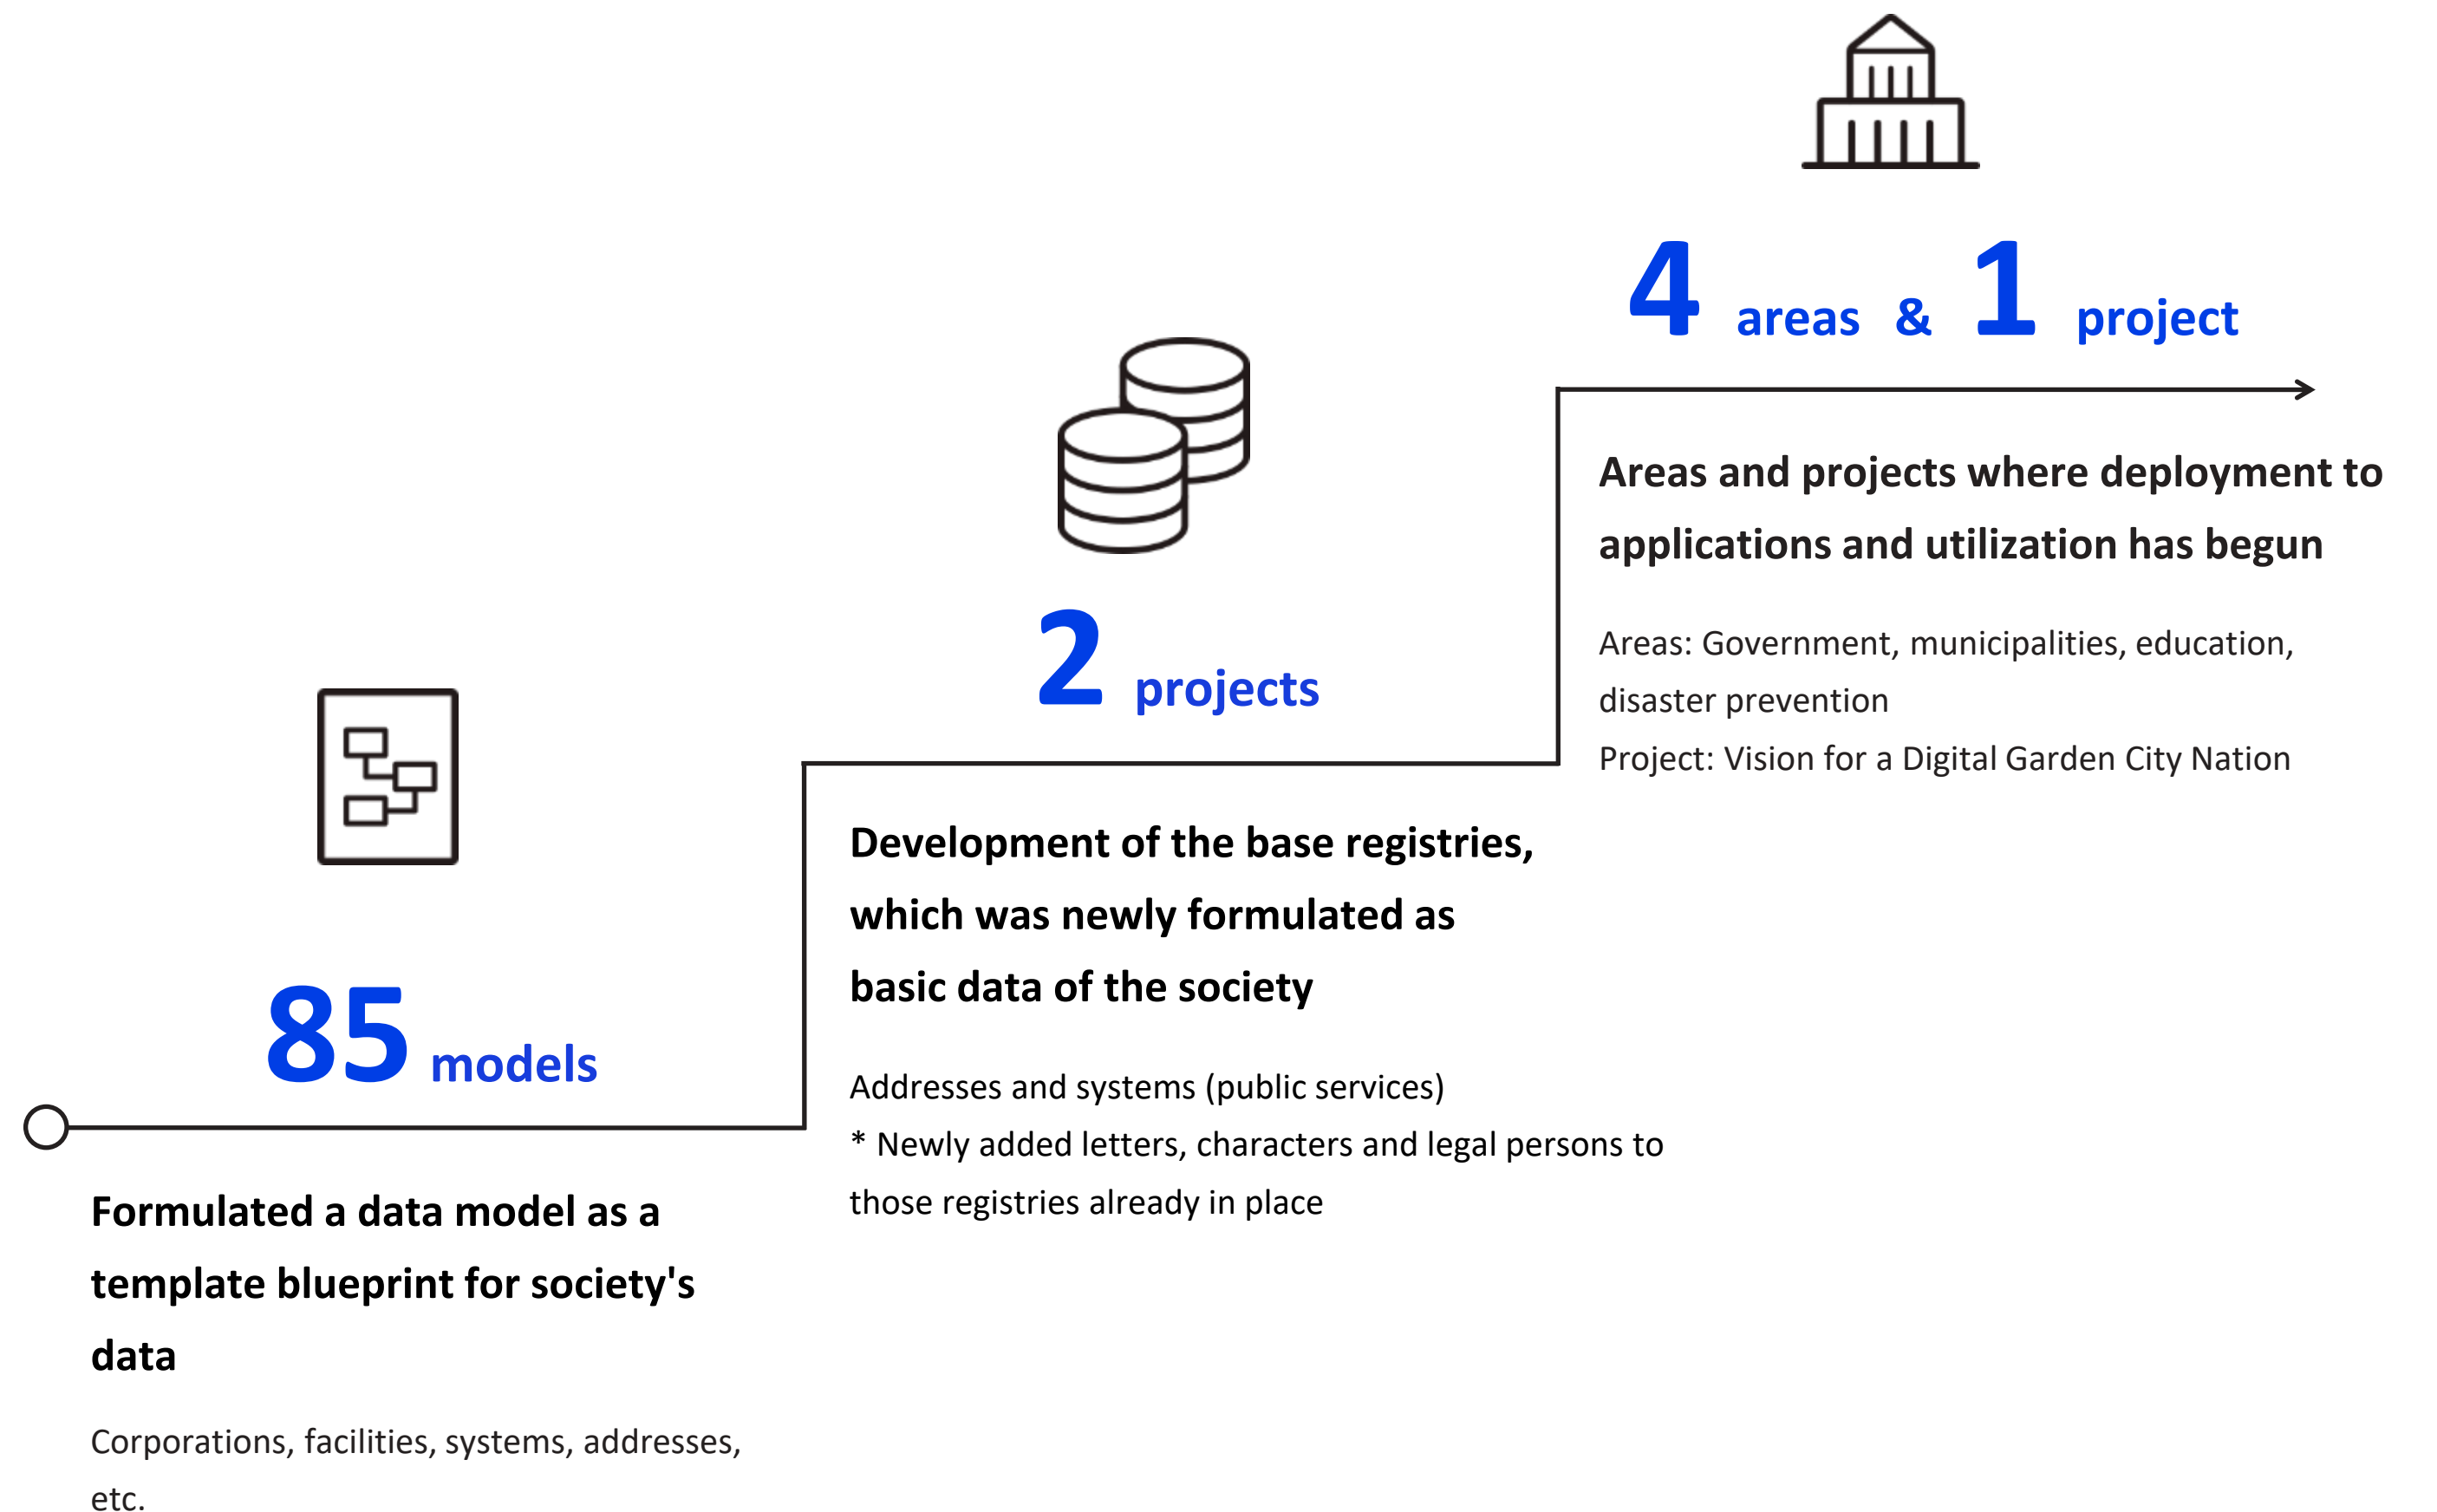 85 models
Formulated a data model as a
template blueprint for society's
data
Corporations, facilities, systems, addresses,
etc.
2 projects
Development of the base registries,
which was newly formulated as
basic data of the society
Addresses and systems (public services)
* Newly added letters, characters and legal persons to
those registries already in place
4 areas & 1 project
Areas and projects where deployment to
applications and utilization has begun
Areas: Government, municipalities, education,
disaster prevention
Project: Vision for a Digital Garden City Nation